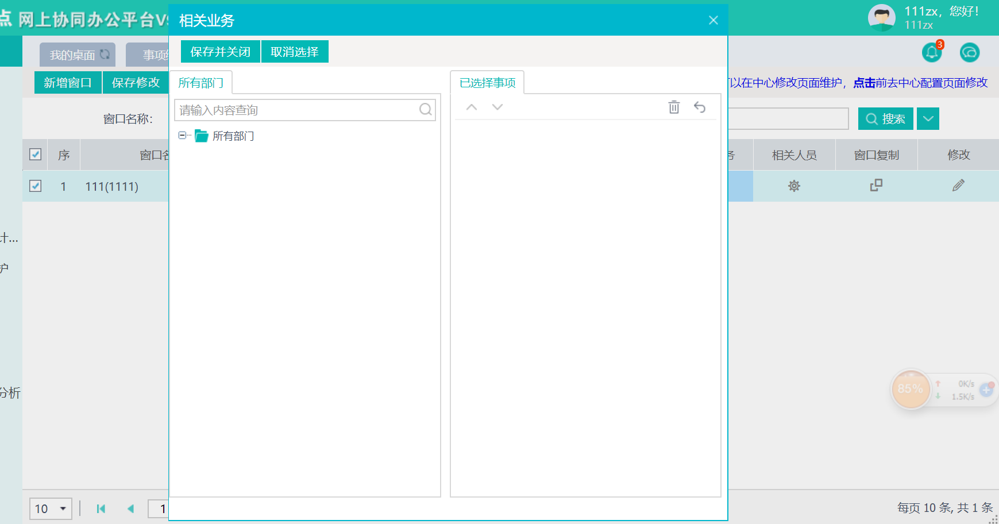 点 网上协同办公平台V
相关业务
111zx，您好！
111zx
我的桌面
事项
保存并关闭
取消选择
3
新增窗口
保存修改
所有部门
已选择事项
以在中心修改页面维护，点击前去中心配置页面修改
请输入内容查询
窗口名称：
搜索
所有部门
序
窗口名
务
相关人员
窗口复制
修改
1
111(1111)
计...
护
分析
85%
0K/s
1.5K/s
10
1
每页 10 条, 共 1 条